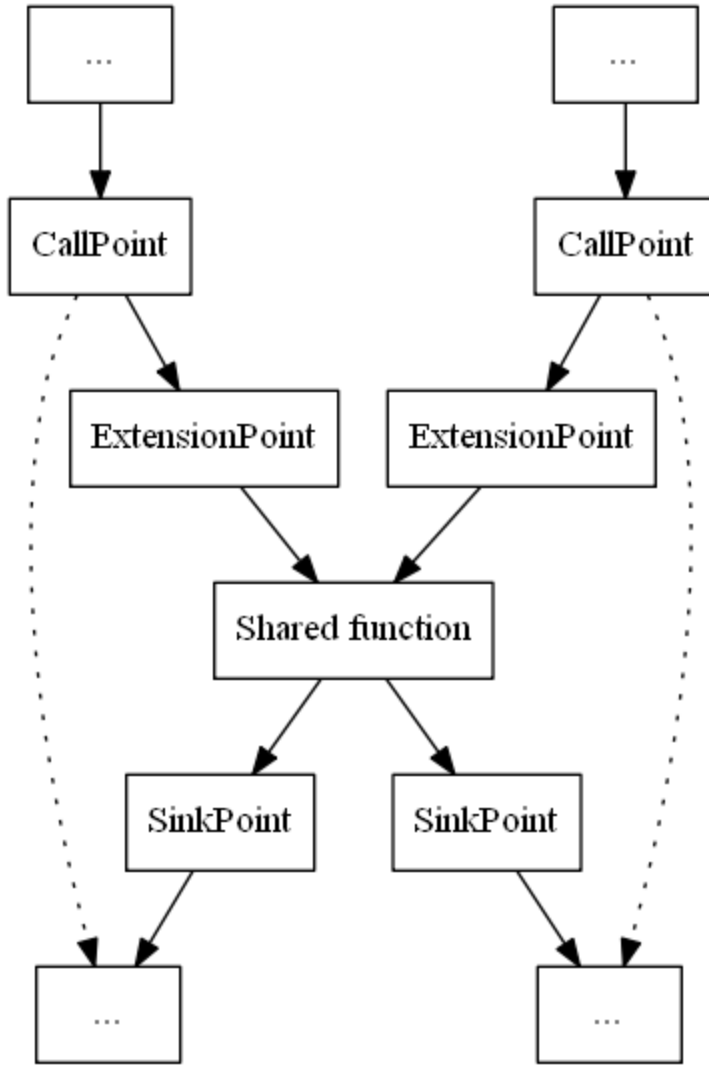 ...
...
CallPoint
CallPoint
ExtensionPoint
ExtensionPoint
Shared function
SinkPoint
SinkPoint
...
...